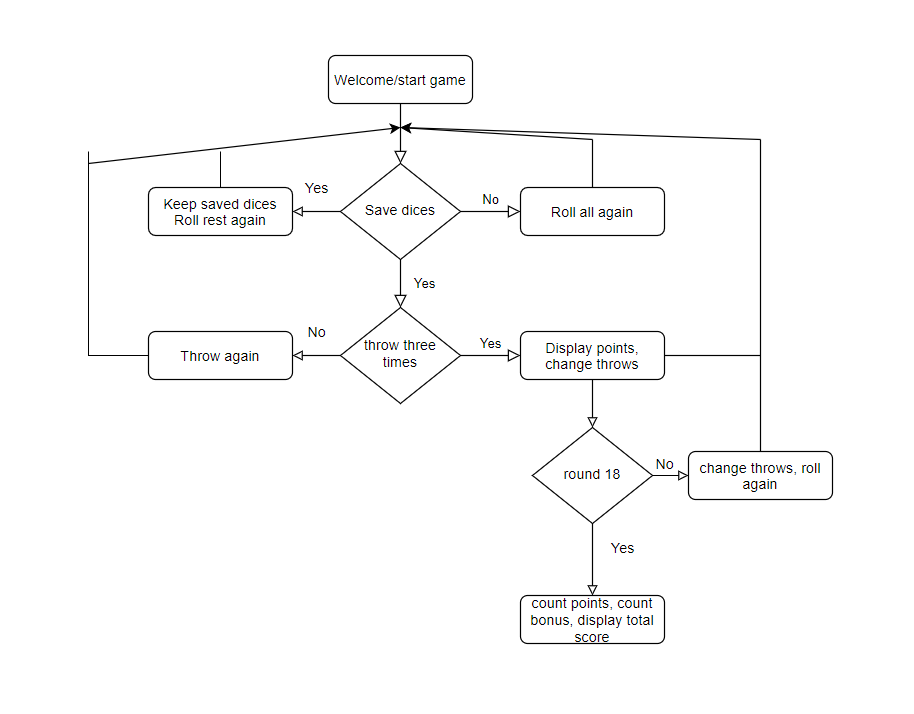 Welcome/start game
Yes
No
Keep saved dices
Roll rest again
Save dices
Roll all again
Yes
No
Yes
Throw again
throw three
times
Display points,
change throws
No
round 18
change throws, roll
again
Yes
count points, count
bonus, display total
score